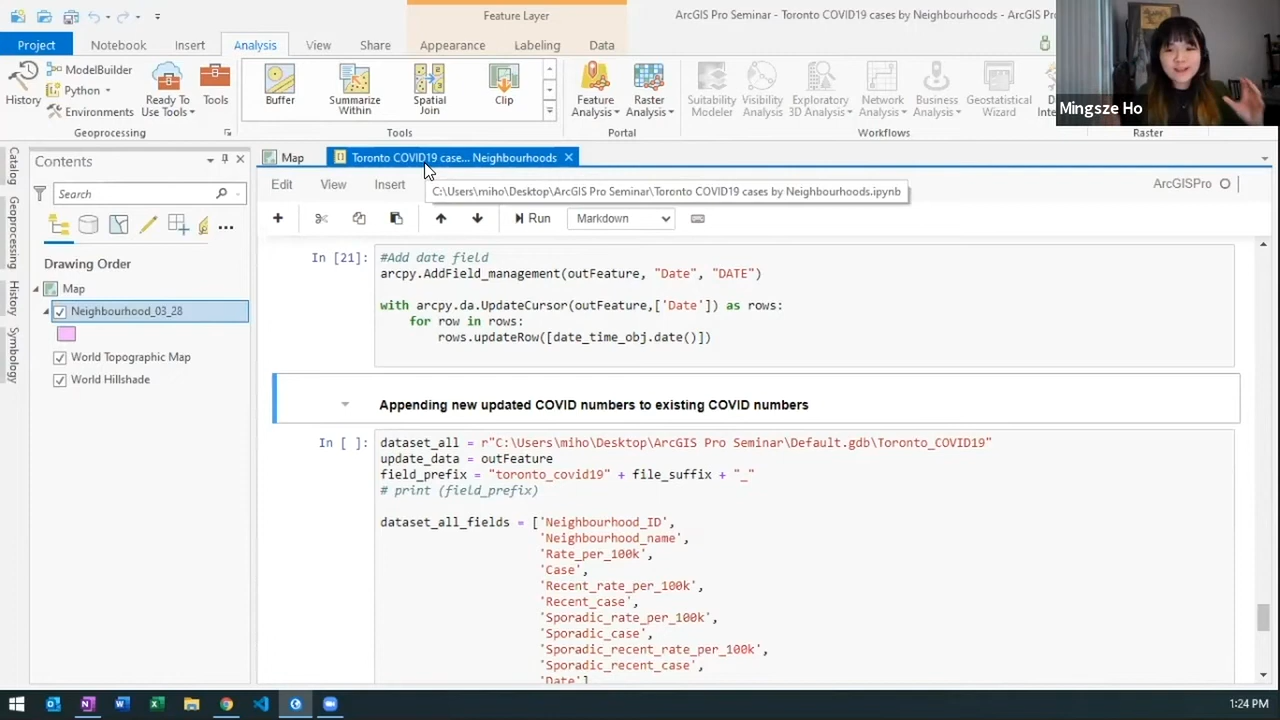 Feature Layer
ArcGIS Pro Seminar - Toronto COVID19 cases by Neighbourhoods - ArcGIS Pro
Project
Notebook
Insert
Analysis
View
Share
Appearance
Labeling
Data
History
ModelBuilder
Python
Environments
Ready To Use Tools
Tools
Buffer
Summarize Within
Spatial Join
Clip
Feature Analysis
Raster Analysis
Suitability Modeler
Visibility Analysis
Exploratory 3D Analysis
Network Analysis
Business Analysis
Geostatistical Wizard
Mingsze Ho
Geoprocessing
Tools
Portal
Workflows
Raster
Catalog
Geoprocessing
History
Symbology
Contents
Search
Drawing Order
Map
Neighbourhood_03_28
World Topographic Map
World Hillshade
Map
Toronto COVID19 case... Neighbourhoods
Edit
View
Insert
C:\Users\miho\Desktop\ArcGIS Pro Seminar\Toronto COVID19 cases by Neighbourhoods.ipynb
ArcGISPro
Run
Markdown
In [21]:
#Add date field
arcpy.AddField_management(outFeature, "Date", "DATE")
with arcpy.da.UpdateCursor(outFeature,['Date']) as rows:
for row in rows:
rows.updateRow([date_time_obj.date()])
Appending new updated COVID numbers to existing COVID numbers
In [ ]:
dataset_all = r"C:\Users\miho\Desktop\ArcGIS Pro Seminar\Default.gdb\Toronto_COVID19"
update_data = outFeature
field_prefix = "toronto_covid19" + file_suffix + "_"
# print (field_prefix)
dataset_all_fields = ['Neighbourhood_ID',
'Neighbourhood_name',
'Rate_per_100k',
'Case',
'Recent_rate_per_100k',
'Recent_case',
'Sporadic_rate_per_100k',
'Sporadic_case',
'Sporadic_recent_rate_per_100k',
'Sporadic_recent_case',
'Date']
1:24 PM